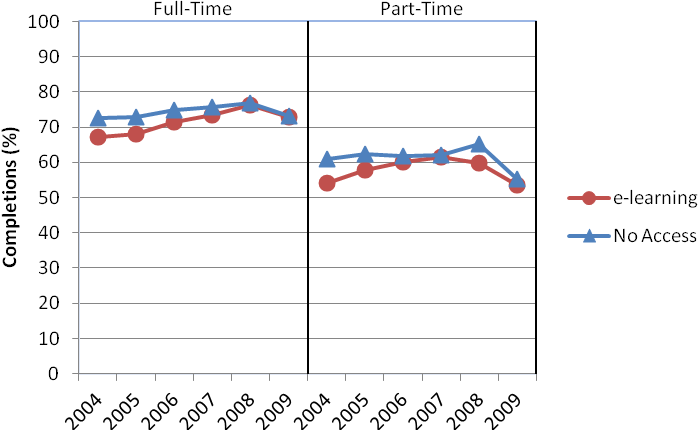 Full-Time Part-Time
100
90
80
70
60
50
40
30
20
10
0
Completions (%)
2004 2005 2006 2007 2008 2009 2004 2005 2006 2007 2008 2009
e-learning
No Access